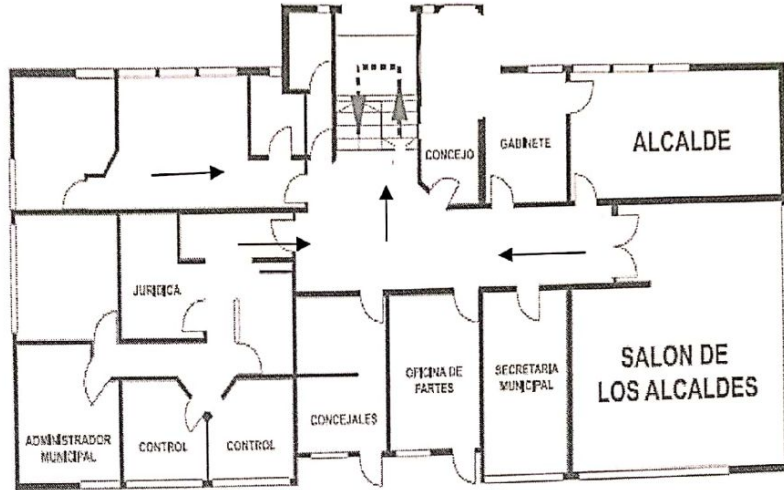 CONCEJO
GABINETE
ALCALDE
JURIDICA
ADMINISTRADOR
MUNICIPAL
CONTROL
CONTROL
CONCEJALES
OFICINA DE
PARTES
SECRETARIA
MUNICIPAL
SALON DE
LOS ALCALDES